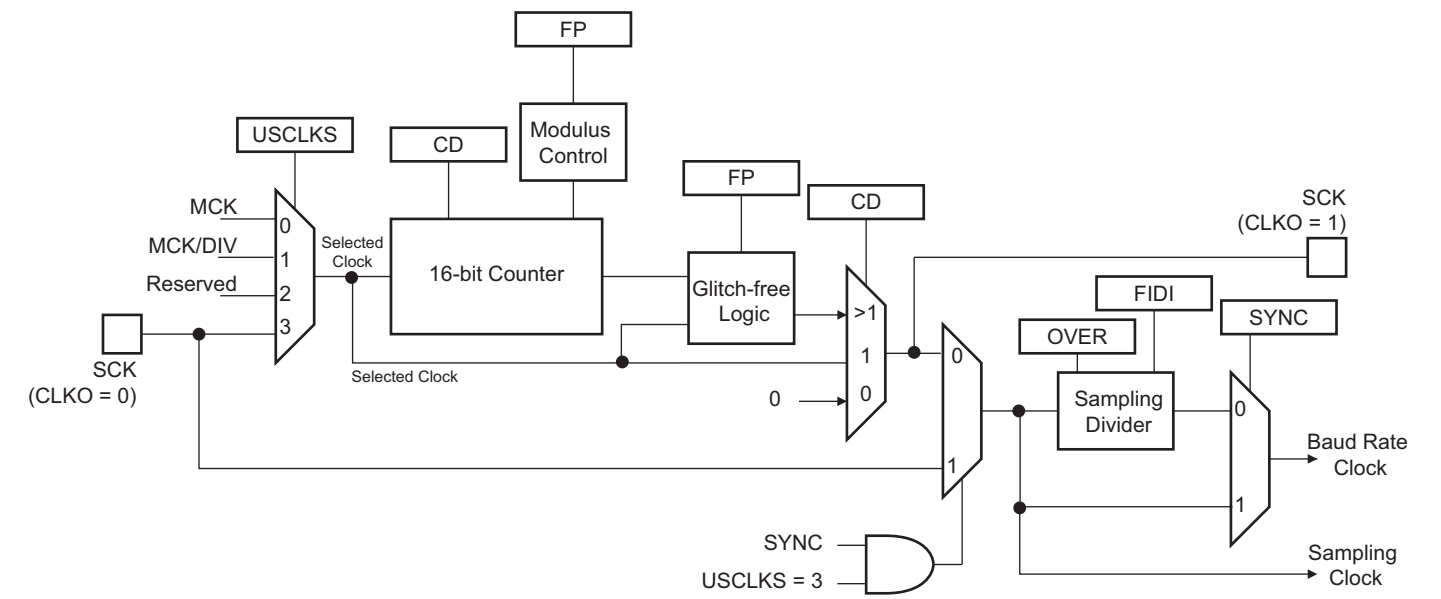 FP
USCLKS
CD
Modulus
Control
FP
CD
SCK
(CLKO = 1)
MCK
0
MCK/DIV
1
Reserved
2
3
Selected
Clock
16-bit Counter
Glitch-free
Logic
>1
1
0
0
SCK
(CLKO = 0)
Selected Clock
FIDI
OVER
SYNC
0
1
Sampling
Divider
0
1
Baud Rate
Clock
SYNC
USCLKS = 3
Sampling
Clock